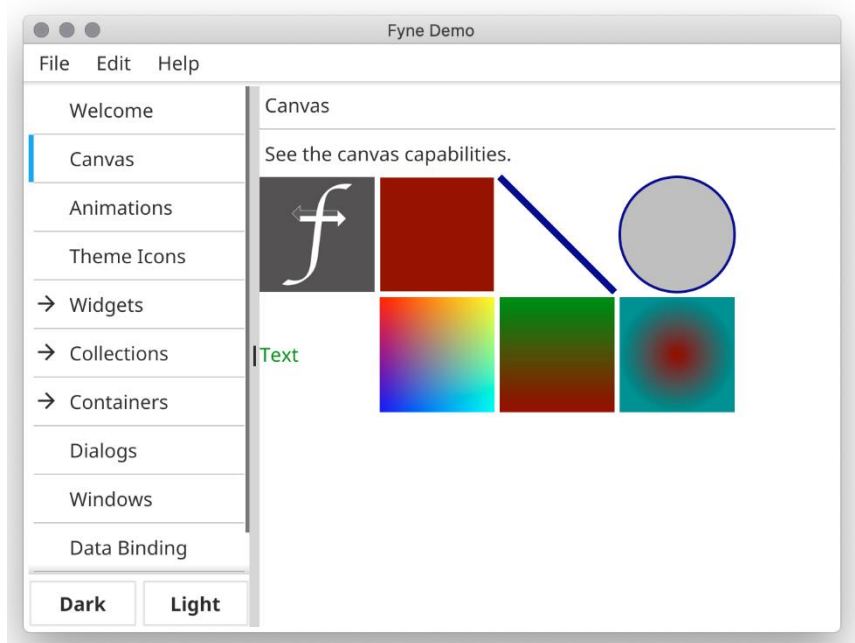 Fyne Demo
File Edit Help
Welcome
Canvas
Animations
Theme Icons
Widgets
Collections
Containers
Dialogs
Windows
Data Binding
Dark Light
Canvas
See the canvas capabilities.
f
Text